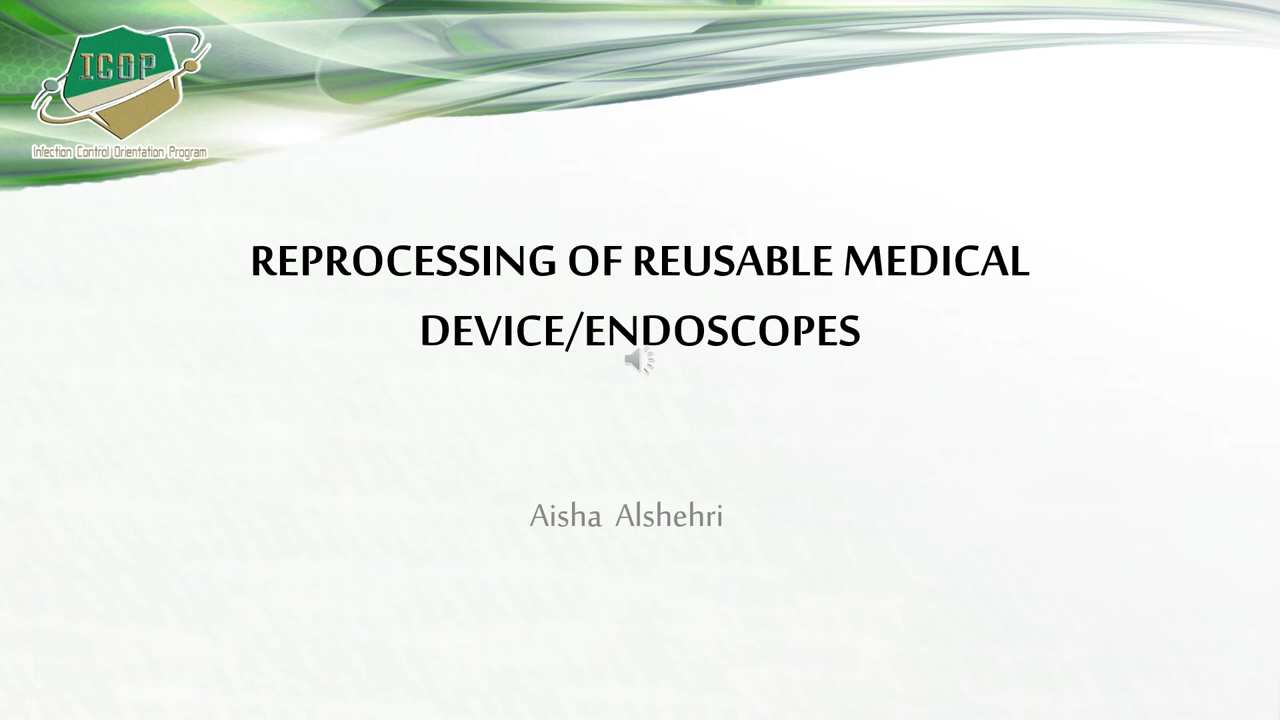 ICOP
Infection Control Orientation Program
REPROCESSING OF REUSABLE MEDICAL
DEVICE/ENDOSCOPES
Aisha Alshehri